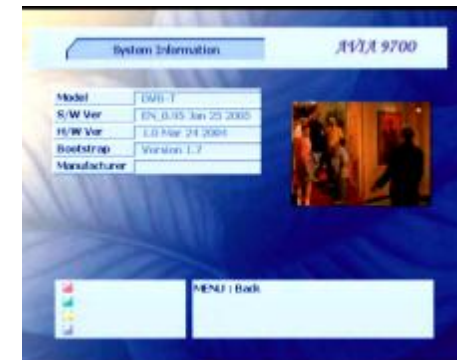 System Information
AVIA 9700
Model DVB-T
S/W Ver EN_0.85 Jan 25 2005
H/W Ver 1.0 Mar 24 2004
Bootstrap Version 1.7
Manufacturer
MENU : Back